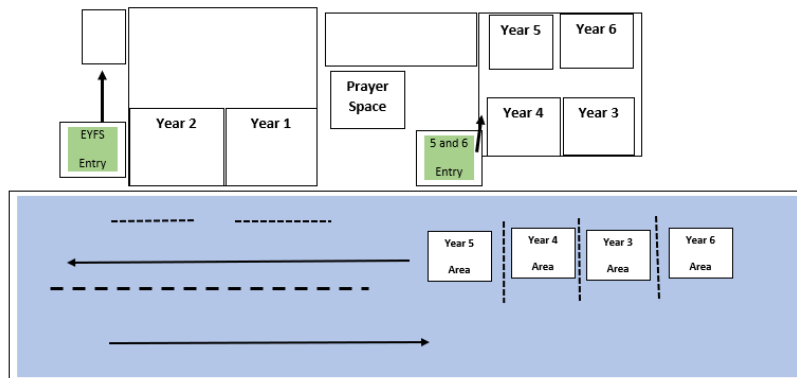 Year 5
Year 6
Prayer
Space
Year 2
Year 1
Year 4
Year 3
EYFS
Entry
5 and 6
Entry
Year 5
Area
Year 4
Area
Year 3
Area
Year 6
Area